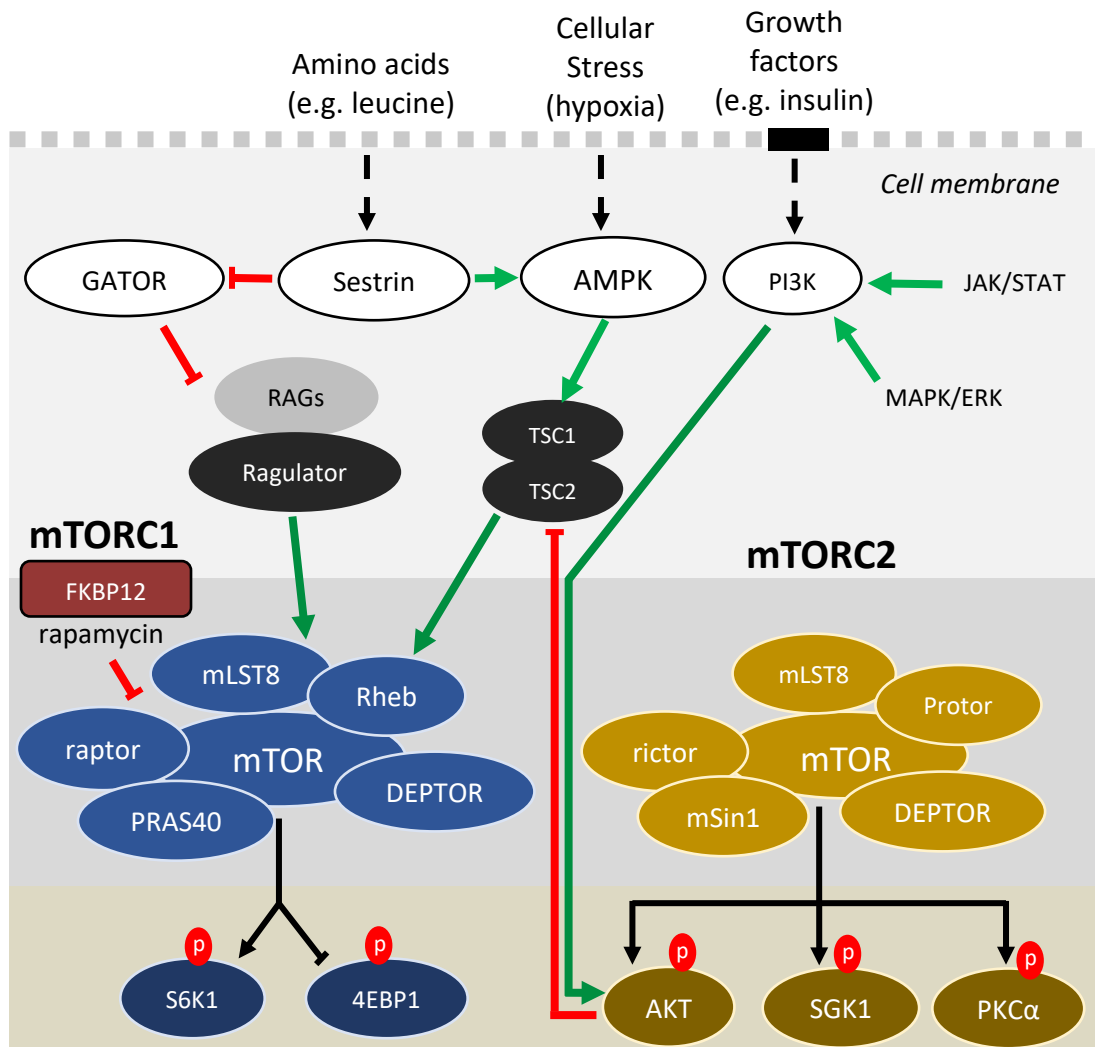 Amino acids
(e.g. leucine)
Cellular
Stress
(hypoxia)
Growth
factors
(e.g. insulin)
Cell membrane
GATOR
Sestrin
AMPK
PI3K
JAK/STAT
MAPK/ERK
RAGs
Ragulator
TSC1
TSC2
mTORC1
FKBP12
rapamycin
mTORC2
mLST8
Rheb
raptor
mTOR
DEPTOR
PRAS40
mLST8
Protor
rictor
mTOR
mSin1
DEPTOR
p
S6K1
p
4EBP1
p
AKT
p
SGK1
p
PKCα